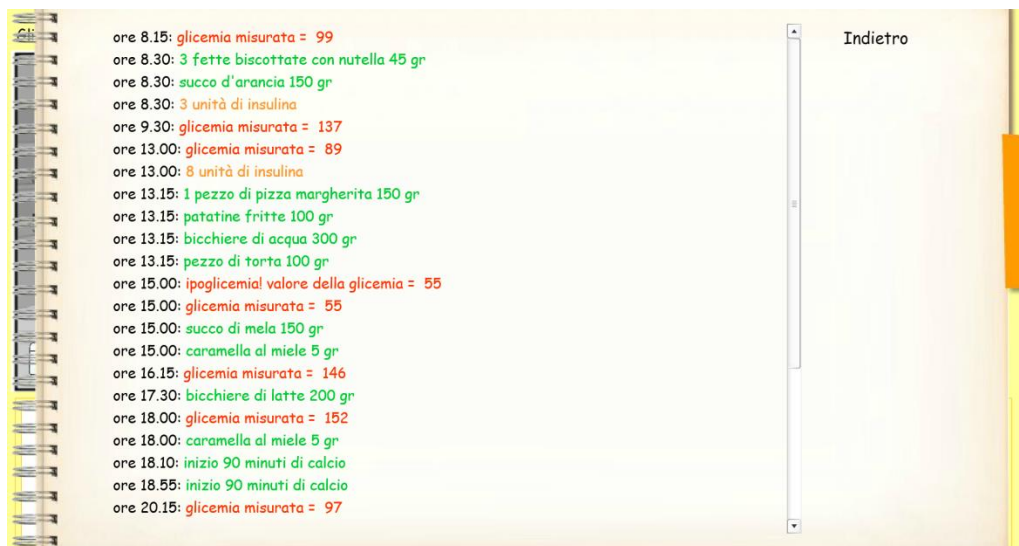 ore 8.15: glicemia misurata = 99
ore 8.30: 3 fette biscottate con nutella 45 gr
ore 8.30: succo d'arancia 150 gr
ore 8.30: 3 unità di insulina
ore 9.30: glicemia misurata = 137
ore 13.00: glicemia misurata = 89
ore 13.00: 8 unità di insulina
ore 13.15: 1 pezzo di pizza margherita 150 gr
ore 13.15: patatine fritte 100 gr
ore 13.15: bicchiere di acqua 300 gr
ore 13.15: pezzo di torta 100 gr
ore 15.00: ipoglicemia! valore della glicemia = 55
ore 15.00: glicemia misurata = 55
ore 15.00: succo di mela 150 gr
ore 15.00: caramella al miele 5 gr
ore 16.15: glicemia misurata = 146
ore 17.30: bicchiere di latte 200 gr
ore 18.00: glicemia misurata = 152
ore 18.00: caramella al miele 5 gr
ore 18.10: inizio 90 minuti di calcio
ore 18.55: inizio 90 minuti di calcio
ore 20.15: glicemia misurata = 97
Indietro